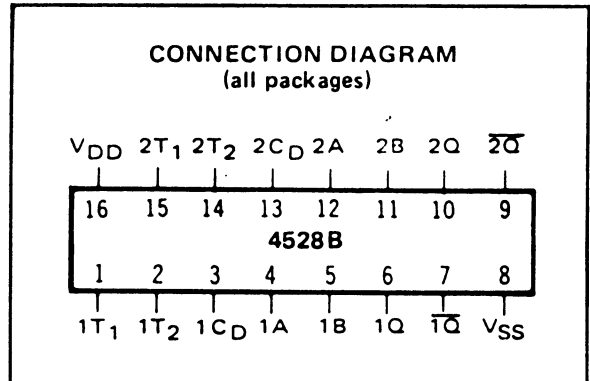 CONNECTION DIAGRAM
(all packages)
VDD 2T1 2T2 2CD 2A 2B 2Q 2Q̅
16 15 14 13 12 11 10 9
4528B
1 2 3 4 5 6 7 8
1T1 1T2 1CD 1A 1B 1Q 1Q̅ VSS